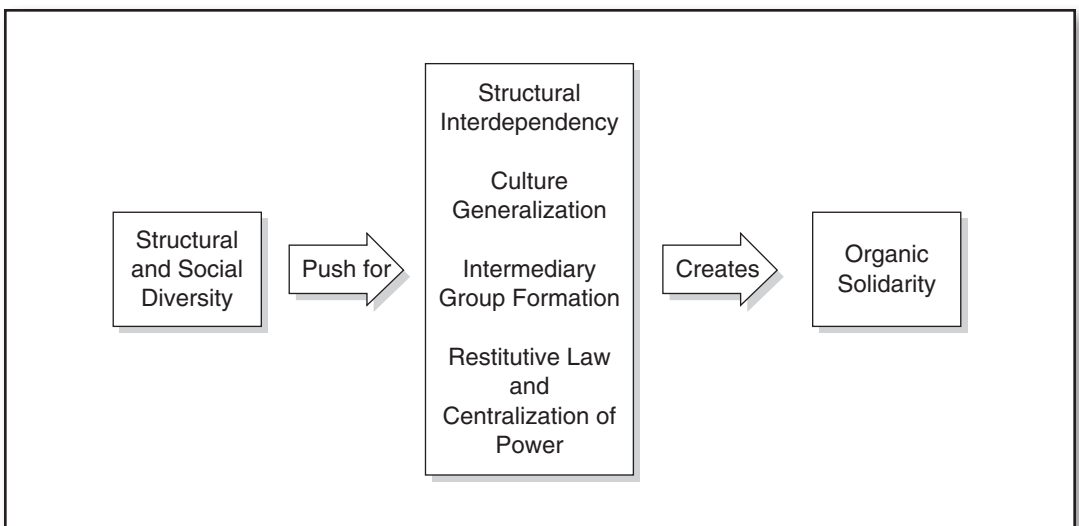 Structural
and Social
Diversity
Push for
Structural
Interdependency
Culture
Generalization
Intermediary
Group Formation
Restitutive Law
and
Centralization of
Power
Creates
Organic
Solidarity